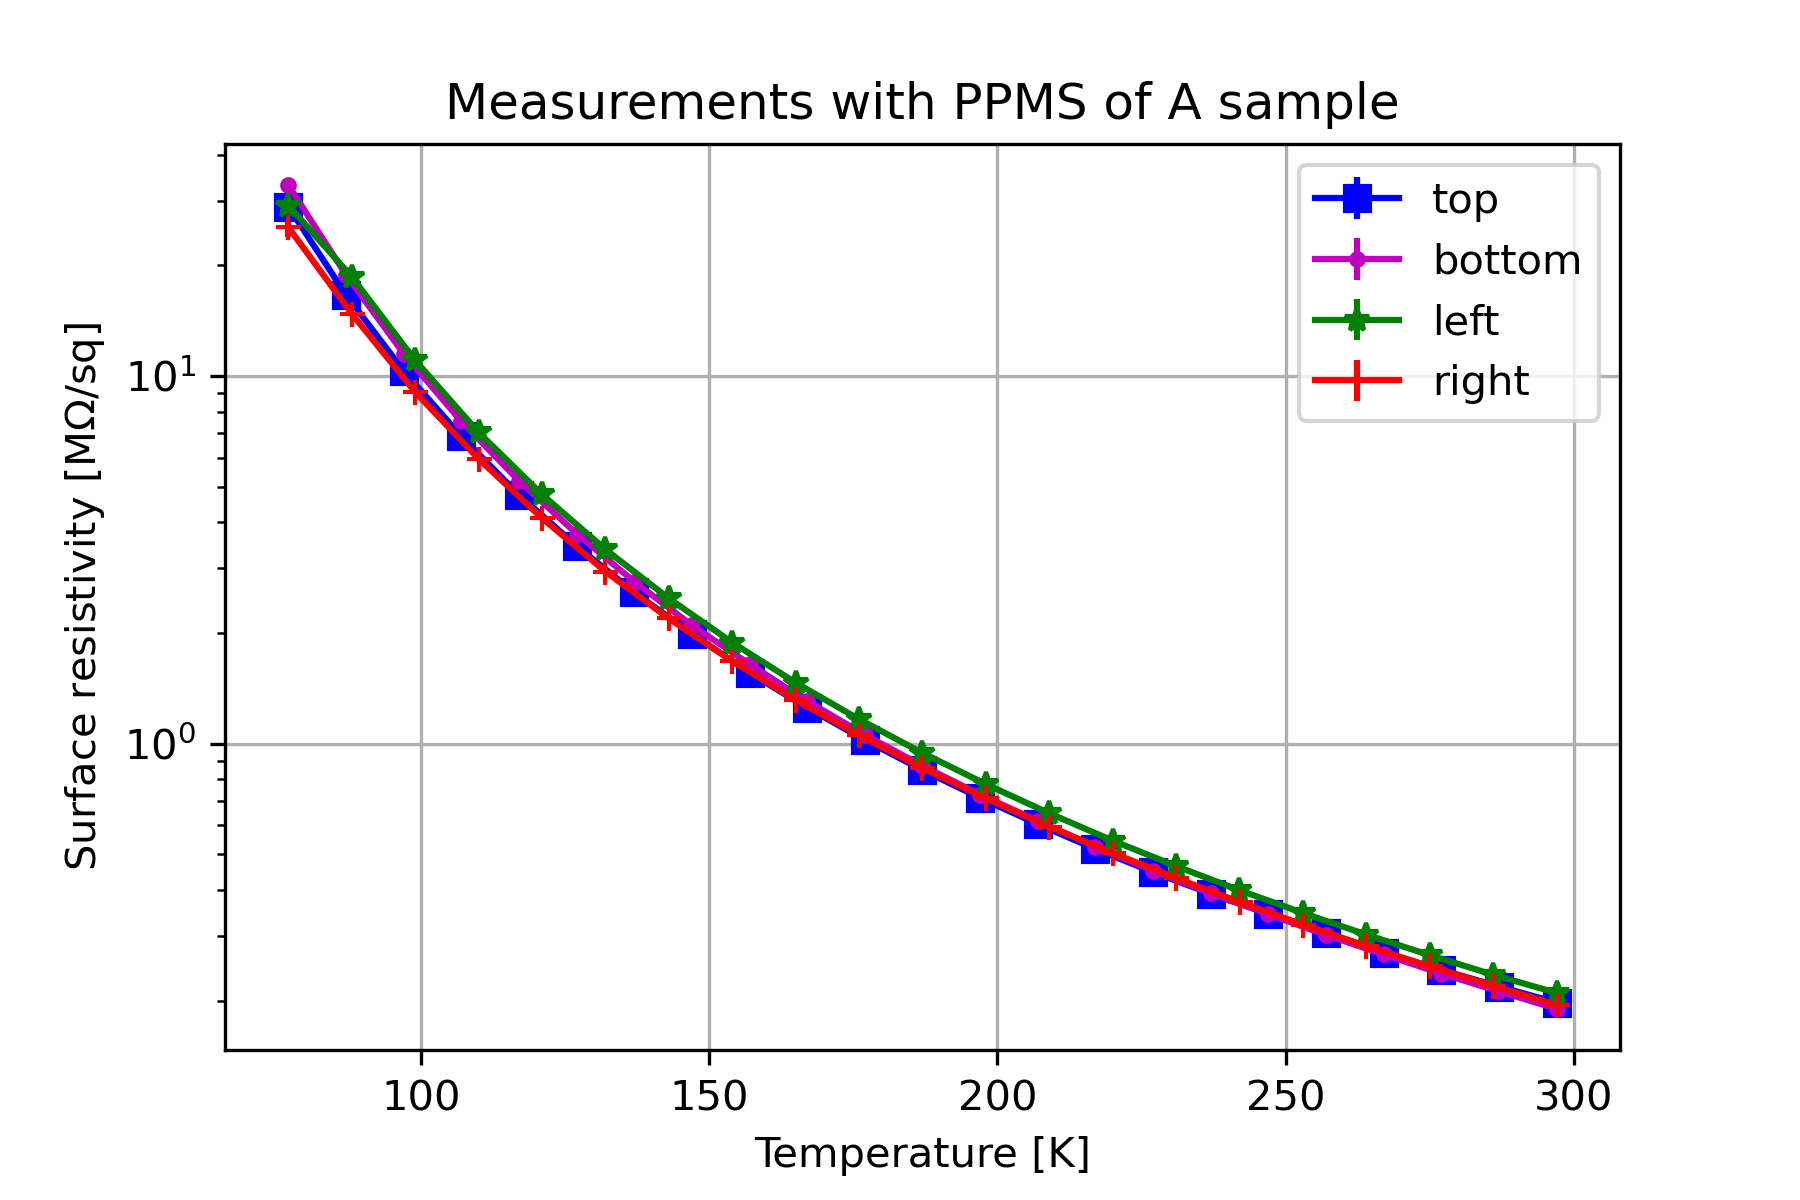 Measurements with PPMS of A sample
top
bottom
left
right
Surface resistivity [MΩ/sq]
10¹
10⁰
100 150 200 250 300
Temperature [K]